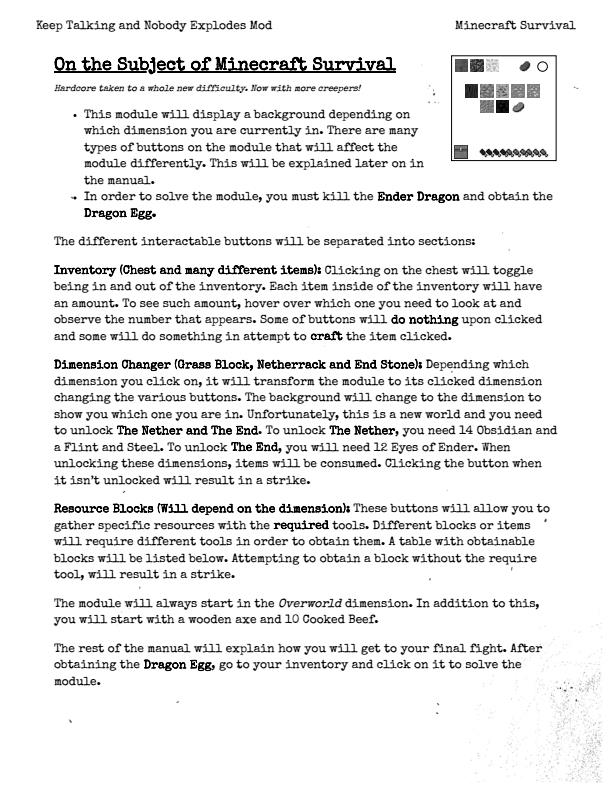 Keep Talking and Nobody Explodes Mod
Minecraft Survival
On the Subject of Minecraft Survival
Hardcore taken to a whole new difficulty. Now with more creepers!
• This module will display a background depending on
which dimension you are currently in. There are many
types of buttons on the module that will affect the
module differently. This will be explained later on in
the manual.
• In order to solve the module, you must kill the Ender Dragon and obtain the
Dragon Egg.
The different interactable buttons will be separated into sections:
Inventory (Chest and many different items): Clicking on the chest will toggle
being in and out of the inventory. Each item inside of the inventory will have
an amount. To see such amount, hover over which one you need to look at and
observe the number that appears. Some of buttons will do nothing upon clicked
and some will do something in attempt to craft the item clicked.
Dimension Changer (Grass Block, Netherrack and End Stone): Depending which
dimension you click on, it will transform the module to its clicked dimension
changing the various buttons. The background will change to the dimension to
show you which one you are in. Unfortunately, this is a new world and you need
to unlock The Nether and The End. To unlock The Nether, you need 14 Obsidian and
a Flint and Steel. To unlock The End, you will need 12 Eyes of Ender. When
unlocking these dimensions, items will be consumed. Clicking the button when
it isn't unlocked will result in a strike.
Resource Blocks (Will depend on the dimension): These buttons will allow you to
gather specific resources with the required tools. Different blocks or items
will require different tools in order to obtain them. A table with obtainable
blocks will be listed below. Attempting to obtain a block without the require
tool, will result in a strike.
The module will always start in the Overworld dimension. In addition to this,
you will start with a wooden axe and 10 Cooked Beef.
The rest of the manual will explain how you will get to your final fight. After
obtaining the Dragon Egg, go to your inventory and click on it to solve the
module.